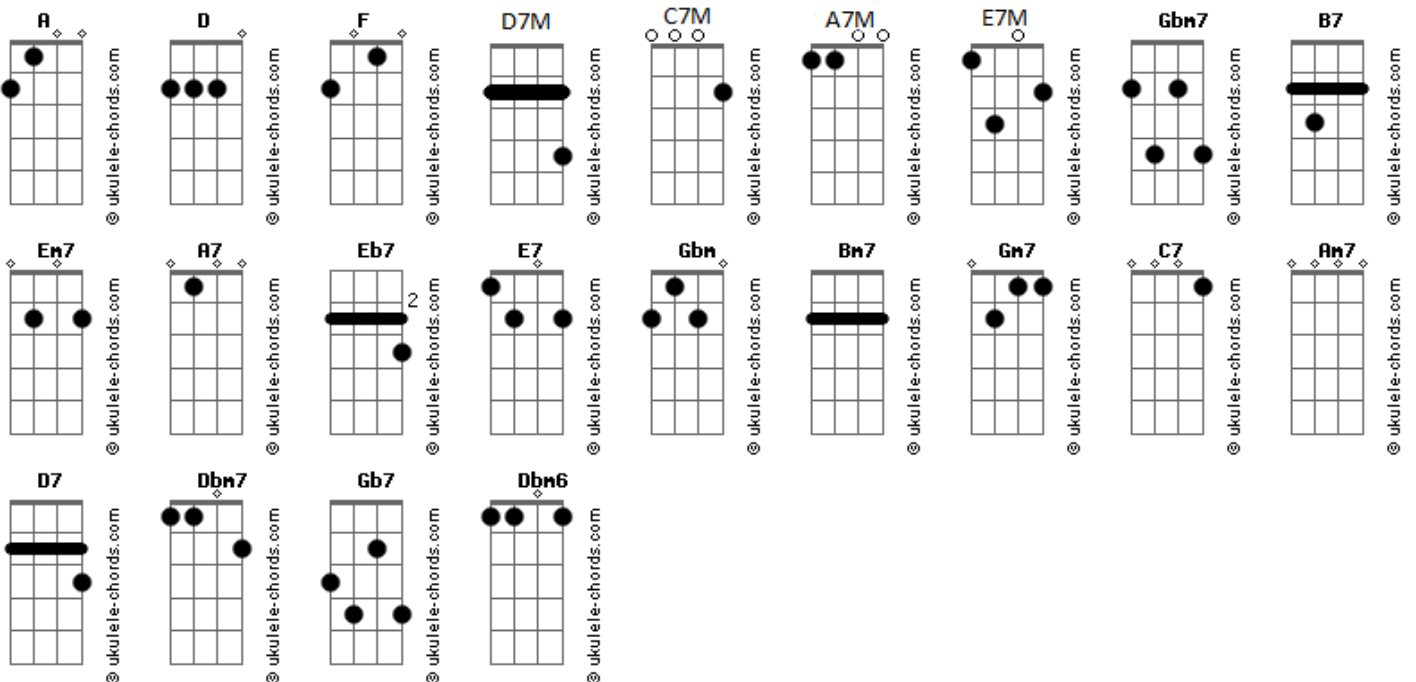 A D F D7M C7M A7M E7M Gbm7 B7
© ukulele-chords.com © ukulele-chords.com © ukulele-chords.com © ukulele-chords.com © ukulele-chords.com © ukulele-chords.com © ukulele-chords.com © ukulele-chords.com © ukulele-chords.com
Em7 A7 Eb7 E7 Gbm Bm7 Gm7 C7 Am7
2
© ukulele-chords.com © ukulele-chords.com © ukulele-chords.com © ukulele-chords.com © ukulele-chords.com © ukulele-chords.com © ukulele-chords.com © ukulele-chords.com © ukulele-chords.com
D7 Dbm7 Gb7 Dbm6
© ukulele-chords.com © ukulele-chords.com © ukulele-chords.com © ukulele-chords.com